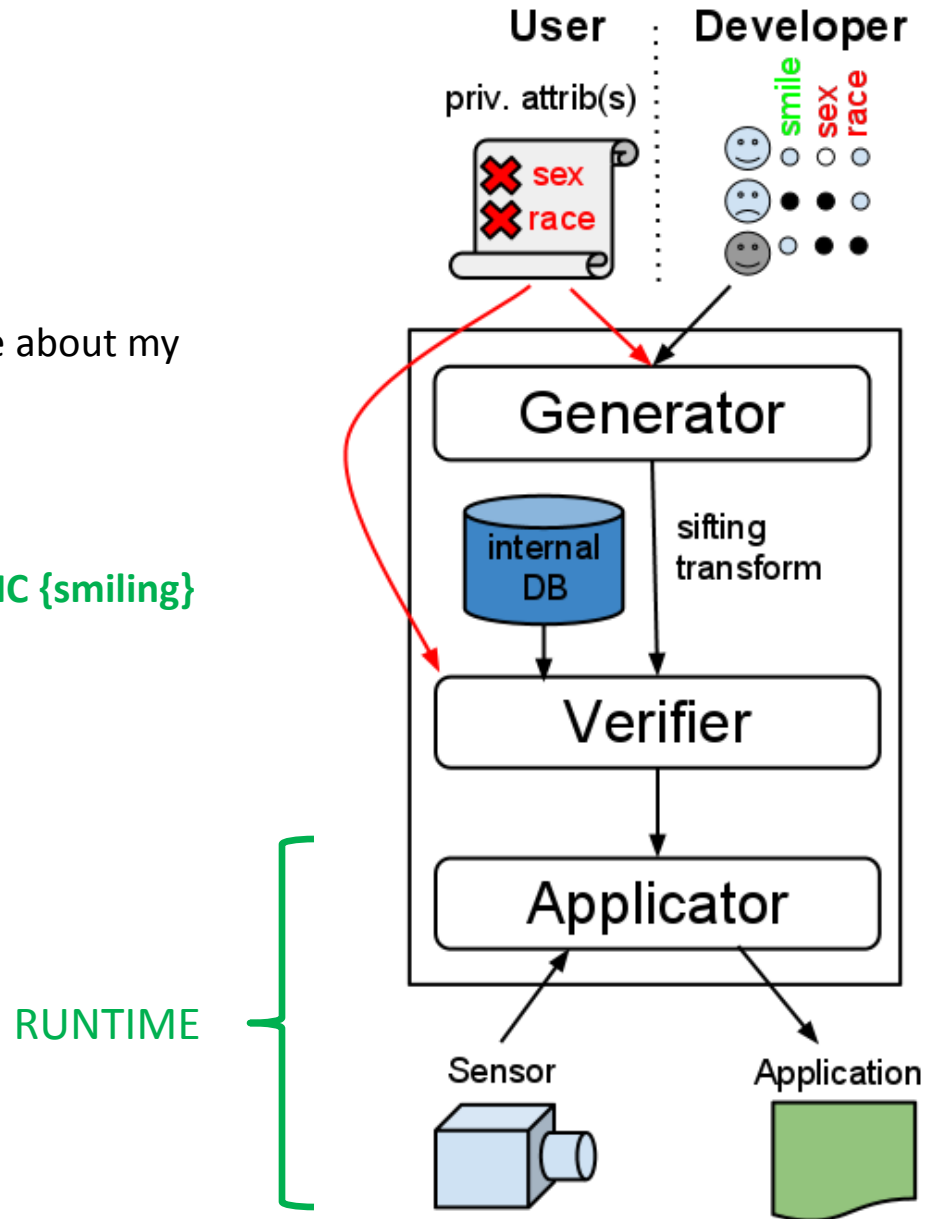 User
Developer
priv. attrib(s)
smile
sex
race
sex
race
about my
Generator
internal
DB
sifting
transform
{smiling}
Verifier
Applicator
RUNTIME
Sensor
Application